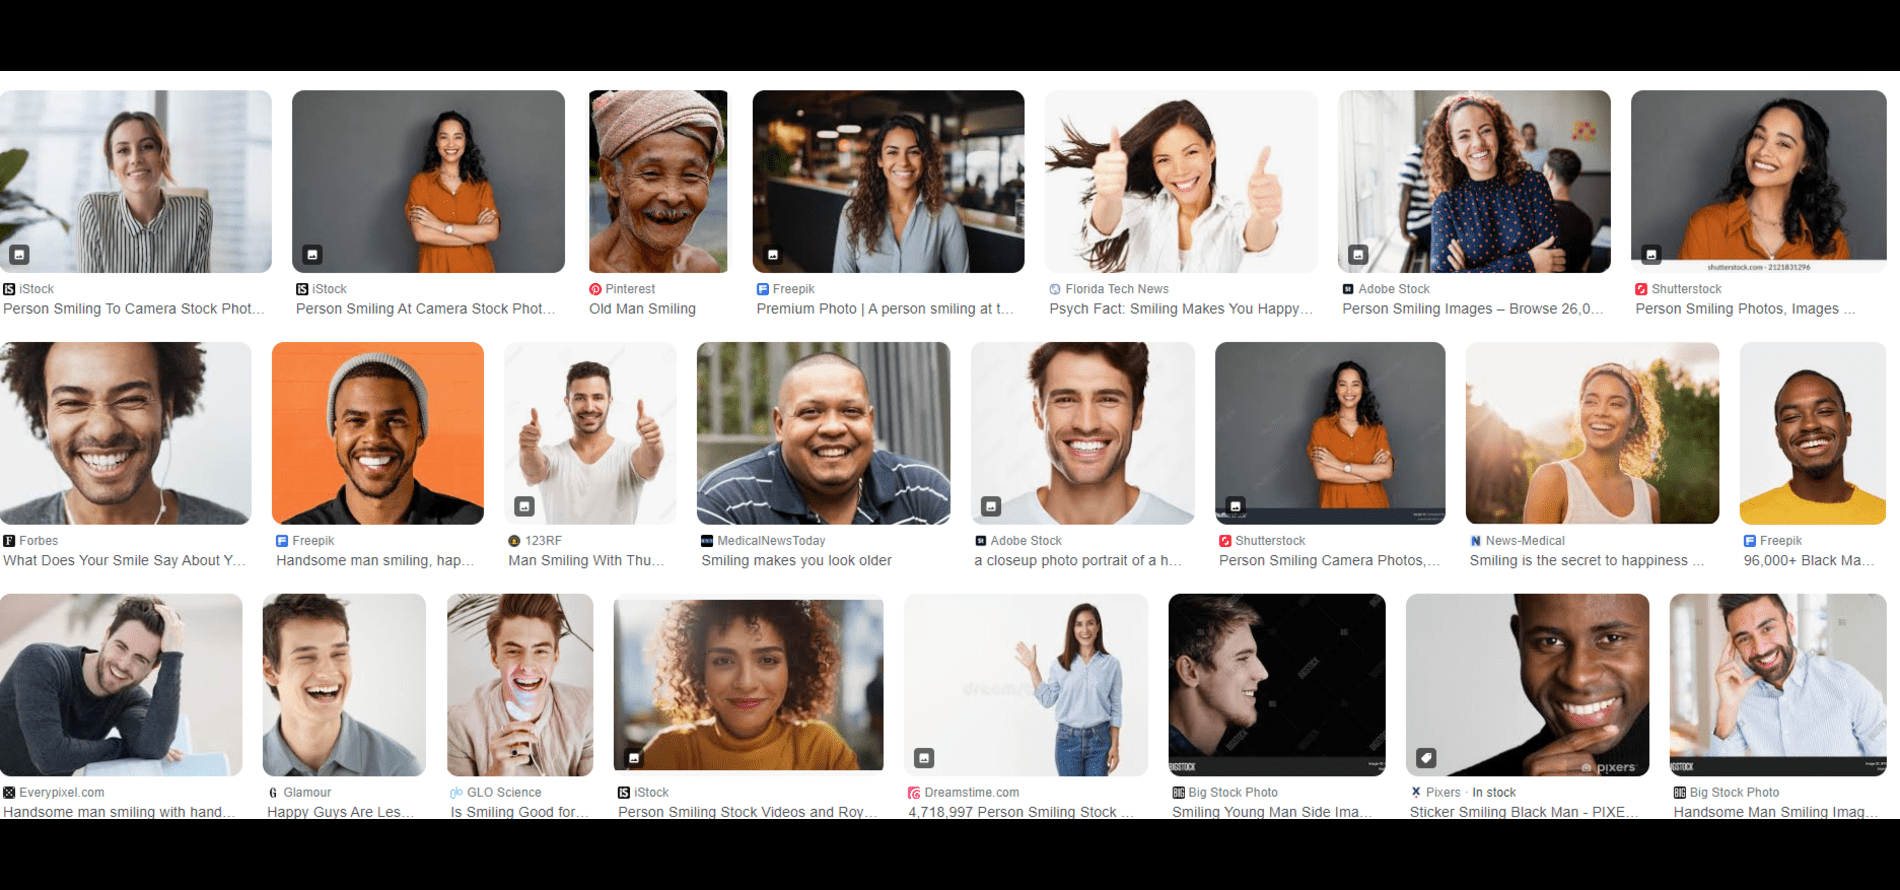 shutterstock.com · 2121831296
iStock
Person Smiling To Camera Stock Phot...
iStock
Person Smiling At Camera Stock Phot...
Pinterest
Old Man Smiling
Freepik
Premium Photo | A person smiling at t...
Florida Tech News
Psych Fact: Smiling Makes You Happy...
Adobe Stock
Person Smiling Images – Browse 26,0...
Shutterstock
Person Smiling Photos, Images ...
Forbes
What Does Your Smile Say About Y...
Freepik
Handsome man smiling, hap...
123RF
Man Smiling With Thu...
MedicalNewsToday
Smiling makes you look older
Adobe Stock
a closeup photo portrait of a h...
Shutterstock
Person Smiling Camera Photos,...
News-Medical
Smiling is the secret to happiness ...
Freepik
96,000+ Black Ma...
BIGSTOCK
pixers
BIGSTOCK
Everypixel.com
Handsome man smiling with hand...
Glamour
Happy Guys Are Les...
GLO Science
Is Smiling Good for...
iStock
Person Smiling Stock Videos and Roy...
Dreamstime.com
4,718,997 Person Smiling Stock ...
Big Stock Photo
Smiling Young Man Side Ima...
Pixers · In stock
Sticker Smiling Black Man - PIXE...
Big Stock Photo
Handsome Man Smiling Imag...